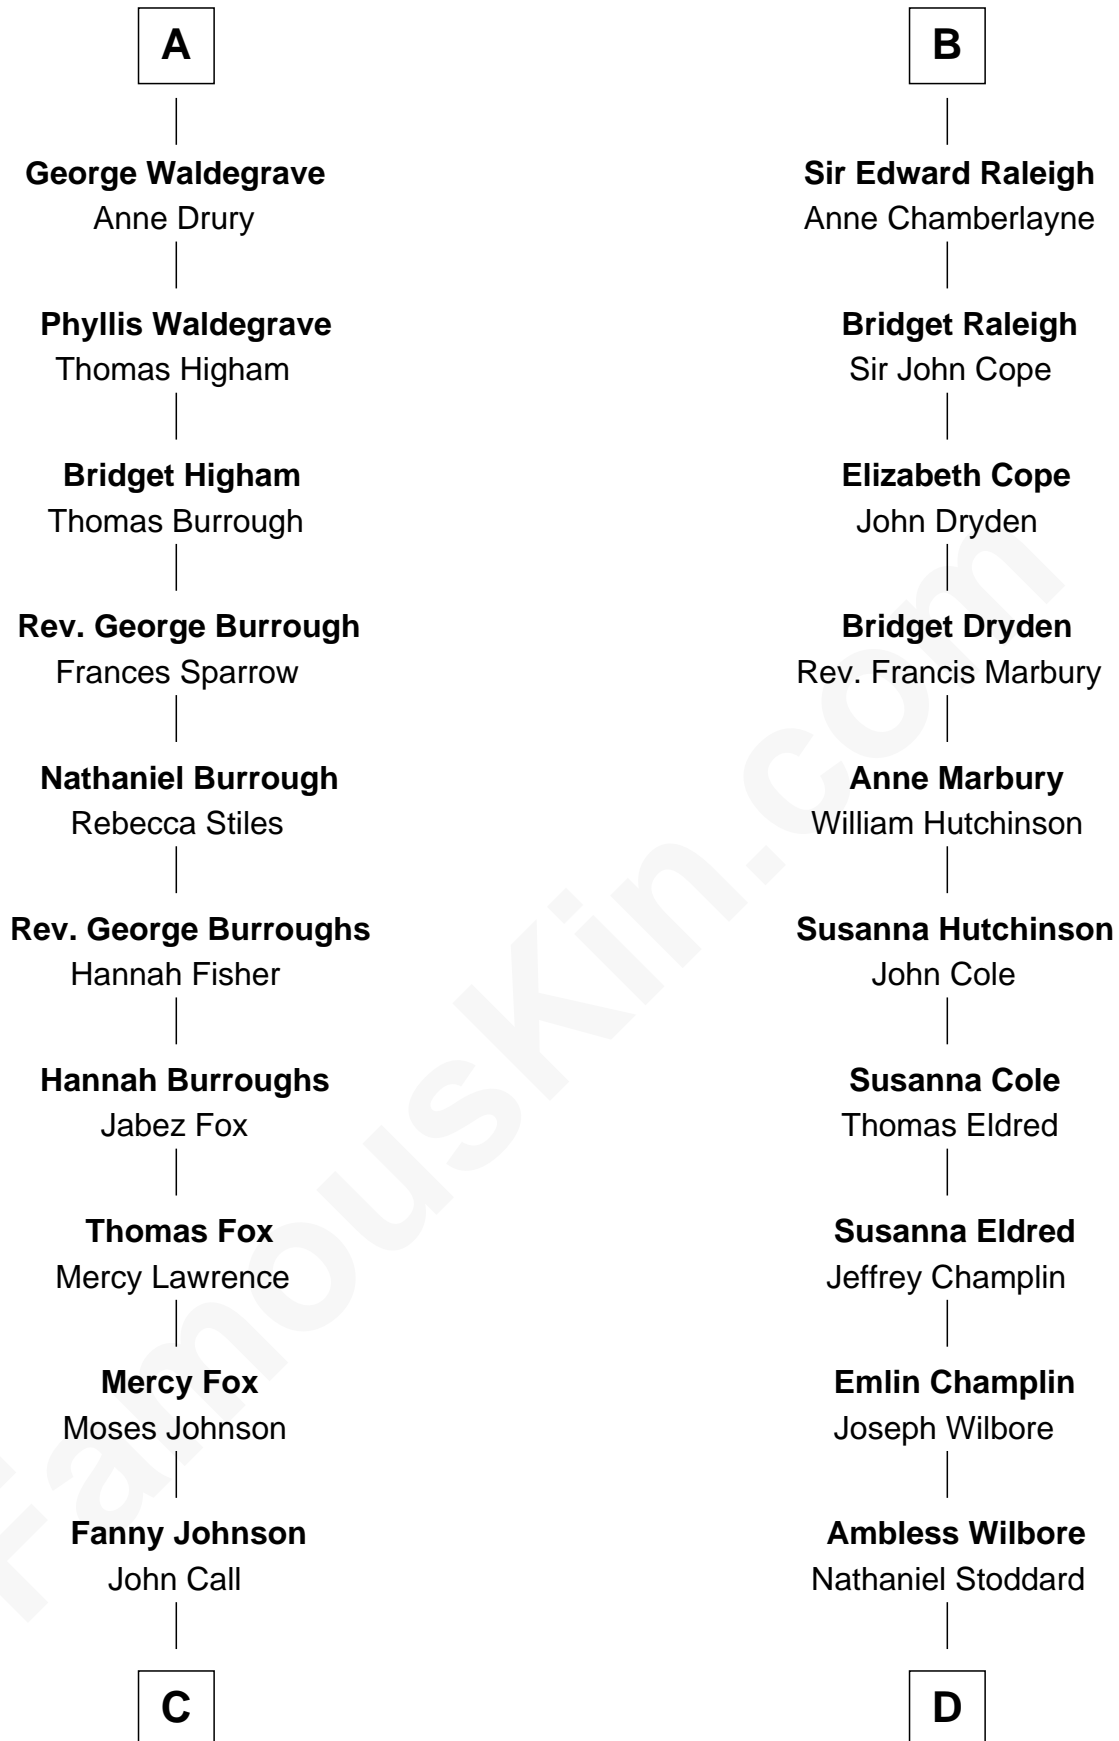 A
George Waldegrave
Anne Drury
Phyllis Waldegrave
Thomas Higham
Bridget Higham
Thomas Burrough
Rev. George Burrough
Frances Sparrow
Nathaniel Burrough
Rebecca Stiles
Rev. George Burroughs
Hannah Fisher
Hannah Burroughs
Jabez Fox
Thomas Fox
Mercy Lawrence
Mercy Fox
Moses Johnson
Fanny Johnson
John Call
C
B
Sir Edward Raleigh
Anne Chamberlayne
Bridget Raleigh
Sir John Cope
Elizabeth Cope
John Dryden
Bridget Dryden
Rev. Francis Marbury
Anne Marbury
William Hutchinson
Susanna Hutchinson
John Cole
Susanna Cole
Thomas Eldred
Susanna Eldred
Jeffrey Champlin
Emlin Champlin
Joseph Wilbore
Ambless Wilbore
Nathaniel Stoddard
D
FamousKin.com